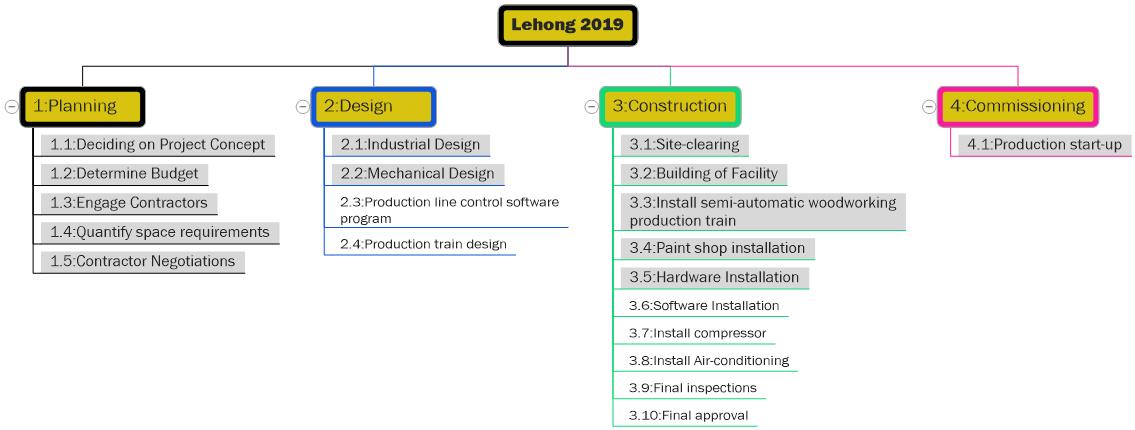 Lehong 2019
1:Planning
1.1:Deciding on Project Concept
1.2:Determine Budget
1.3:Engage Contractors
1.4:Quantify space requirements
1.5:Contractor Negotiations
2:Design
2.1:Industrial Design
2.2:Mechanical Design
2.3:Production line control software
program
2.4:Production train design
3:Construction
3.1:Site-clearing
3.2:Building of Facility
3.3:Install semi-automatic woodworking
production train
3.4:Paint shop installation
3.5:Hardware Installation
3.6:Software Installation
3.7:Install compressor
3.8:Install Air-conditioning
3.9:Final inspections
3.10:Final approval
4:Commissioning
4.1:Production start-up